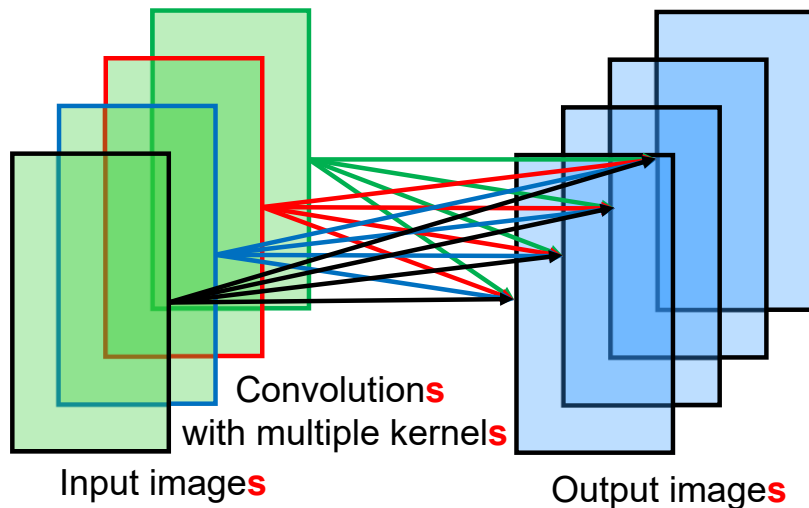 Convolutions
with multiple kernels
Input images
Output images